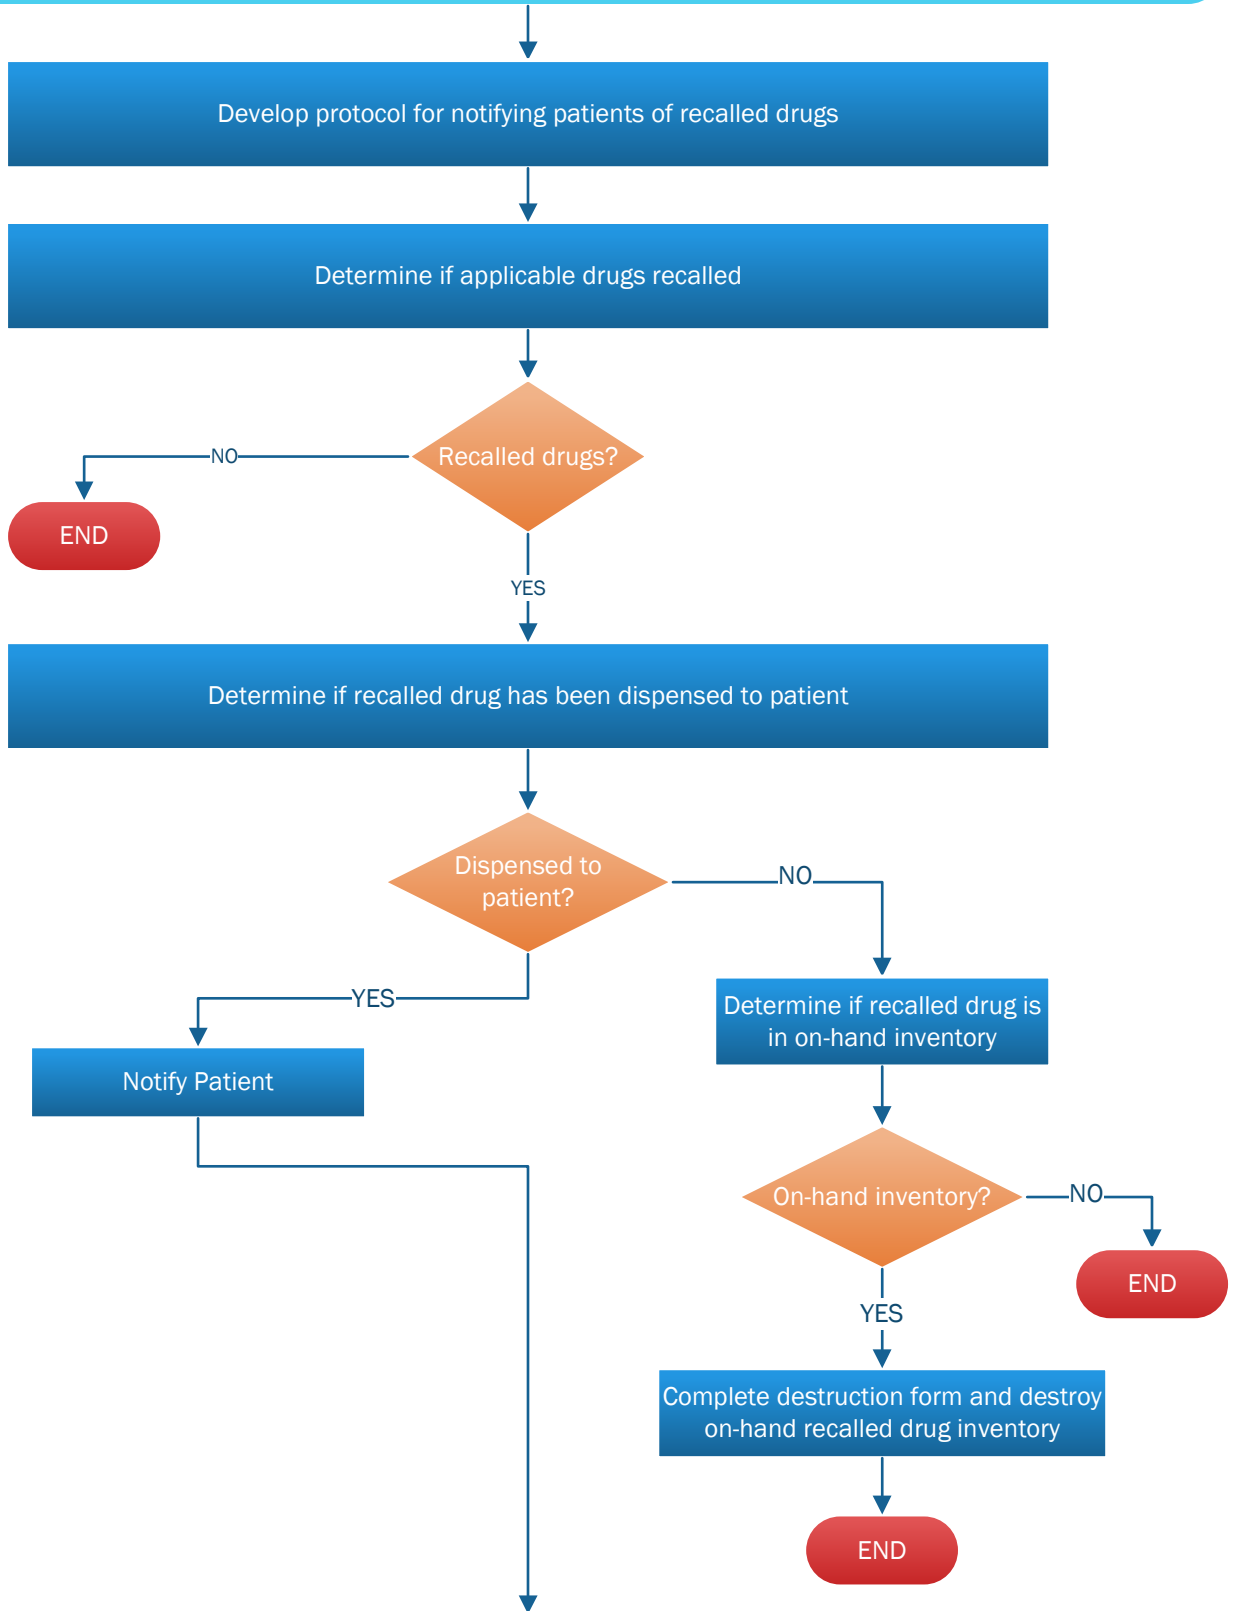 Develop protocol for notifying patients of recalled drugs
Determine if applicable drugs recalled
Recalled drugs?
NO
END
YES
Determine if recalled drug has been dispensed to patient
Dispensed to
patient?
NO
YES
Determine if recalled drug is
in on-hand inventory
Notify Patient
On-hand inventory?
NO
END
YES
Complete destruction form and destroy
on-hand recalled drug inventory
END